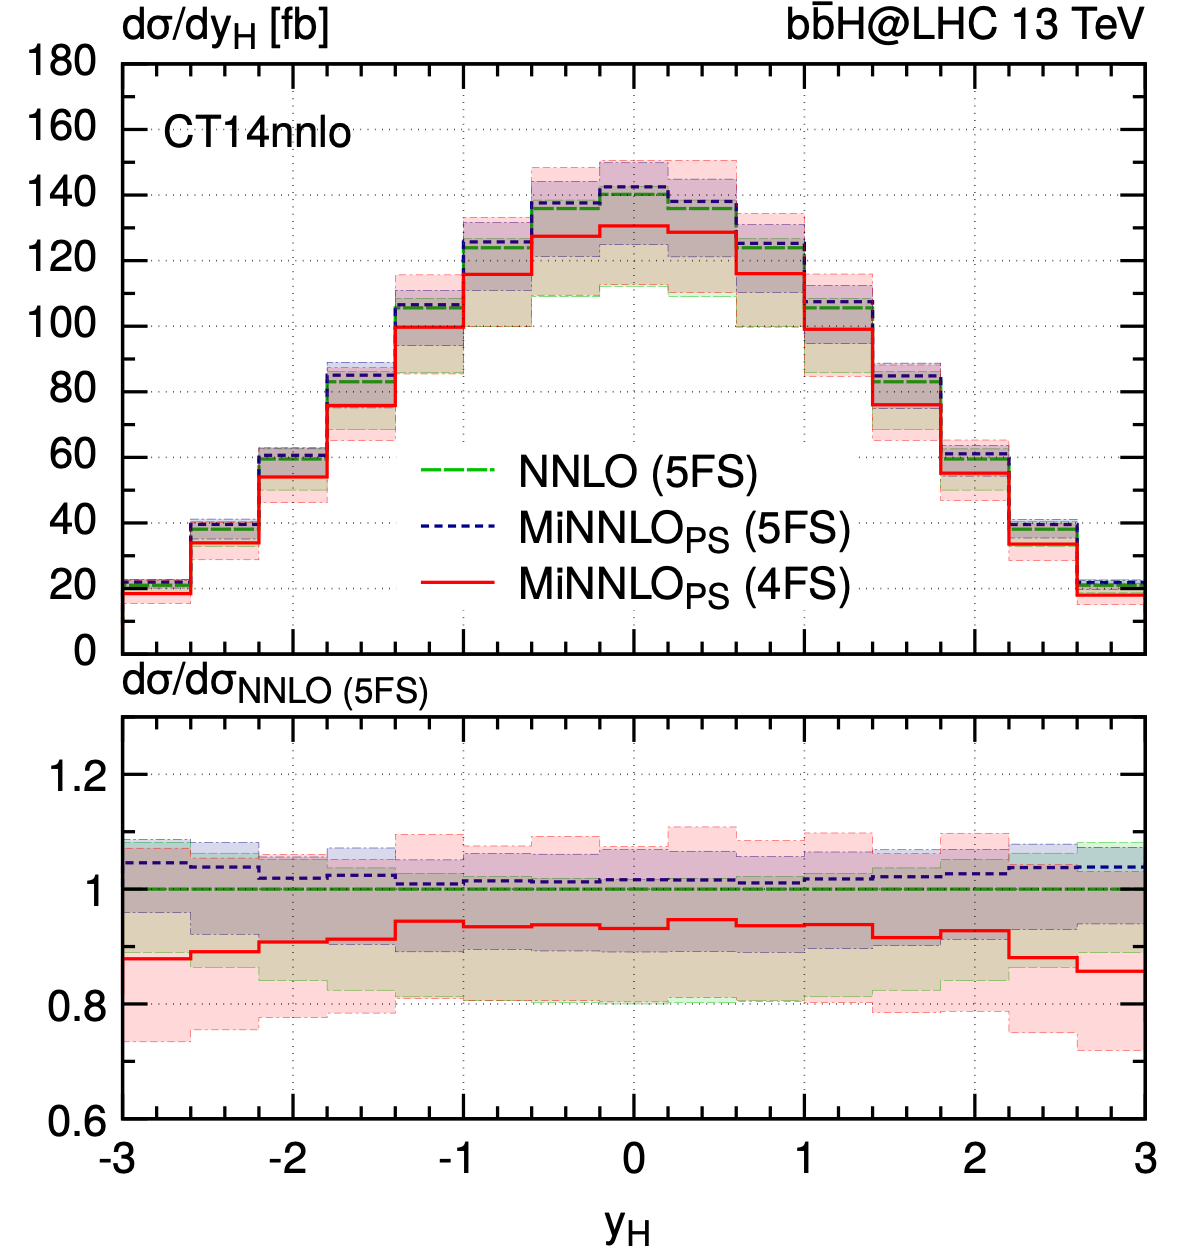 dσ/dy_H [fb] bb̄H@LHC 13 TeV
180
160
CT14nnlo
140
120
100
80
60
40
20
0
NNLO (5FS)
MiNNLO_PS (5FS)
MiNNLO_PS (4FS)
dσ/dσ_NNLO (5FS)
1.2
1
0.8
0.6
-3 -2 -1 0 1 2 3
y_H